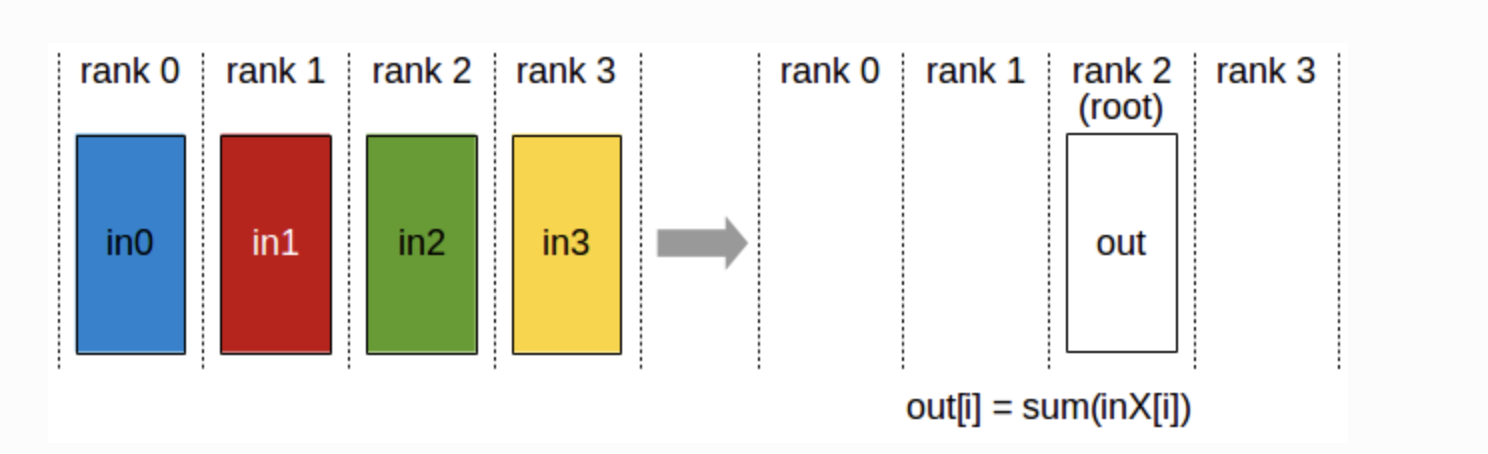 rank 0 rank 1 rank 2 rank 3 rank 0 rank 1 rank 2 rank 3
(root)
in0 in1 in2 in3 out
out[i] = sum(inX[i])